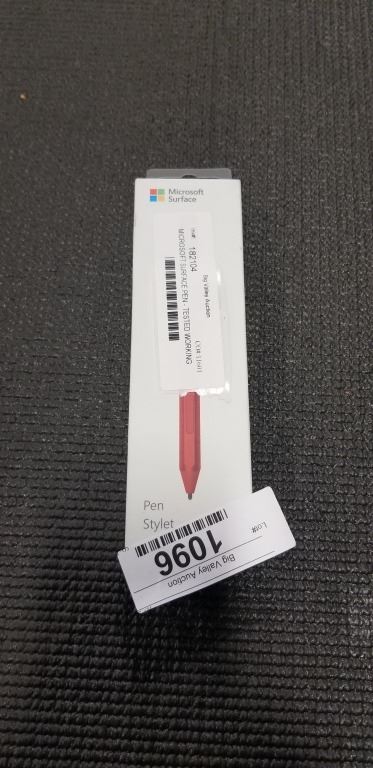 Microsoft
Surface
Big Valley Auction
182104
MICROSOFT SURFACE PEN - TESTED WORKING
Pen
Stylet
Lot#
1096
Big Valley Auction